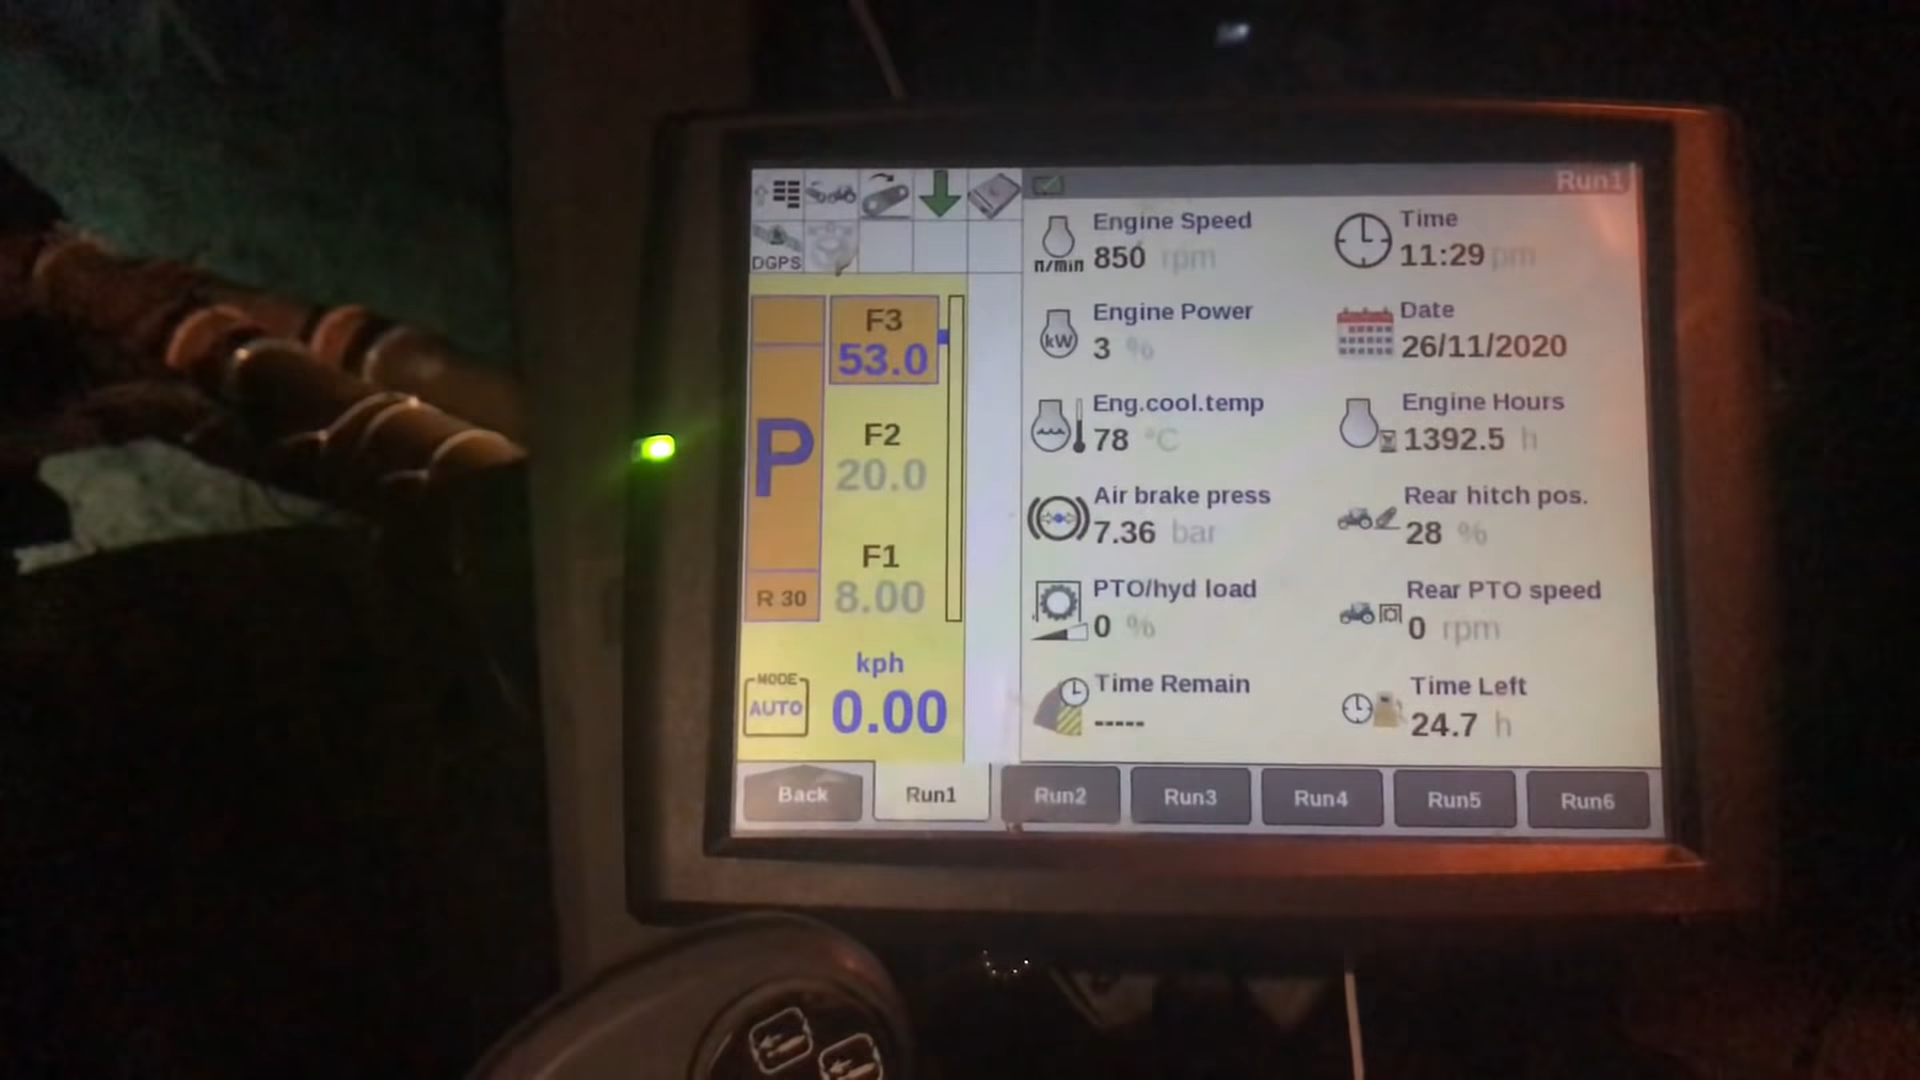 Run1
DGPS
F3
53.0
P
F2
20.0
F1
R 30
8.00
kph
MODE
AUTO
0.00
Engine Speed
n/min 850 rpm
Time
11:29 pm
Engine Power
kW
3 %
Date
26/11/2020
Eng.cool.temp
78 °C
Engine Hours
1392.5 h
Air brake press
7.36 bar
Rear hitch pos.
28 %
PTO/hyd load
0 %
Rear PTO speed
0 rpm
Time Remain
-----
Time Left
24.7 h
Back
Run1
Run2
Run3
Run4
Run5
Run6